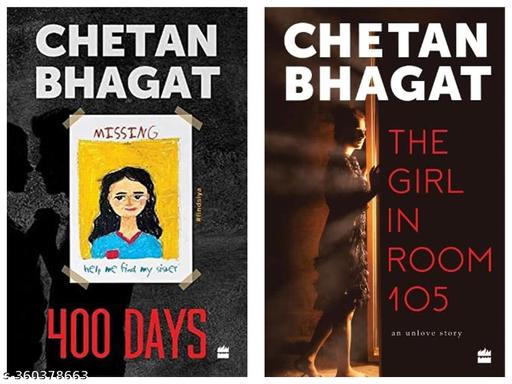 CHETAN
BHAGAT
MISSING
#findsiya
help me find my sister
400 DAYS
CHETAN
BHAGAT
THE
GIRL
IN
ROOM
105
an unlove story
s-360378663